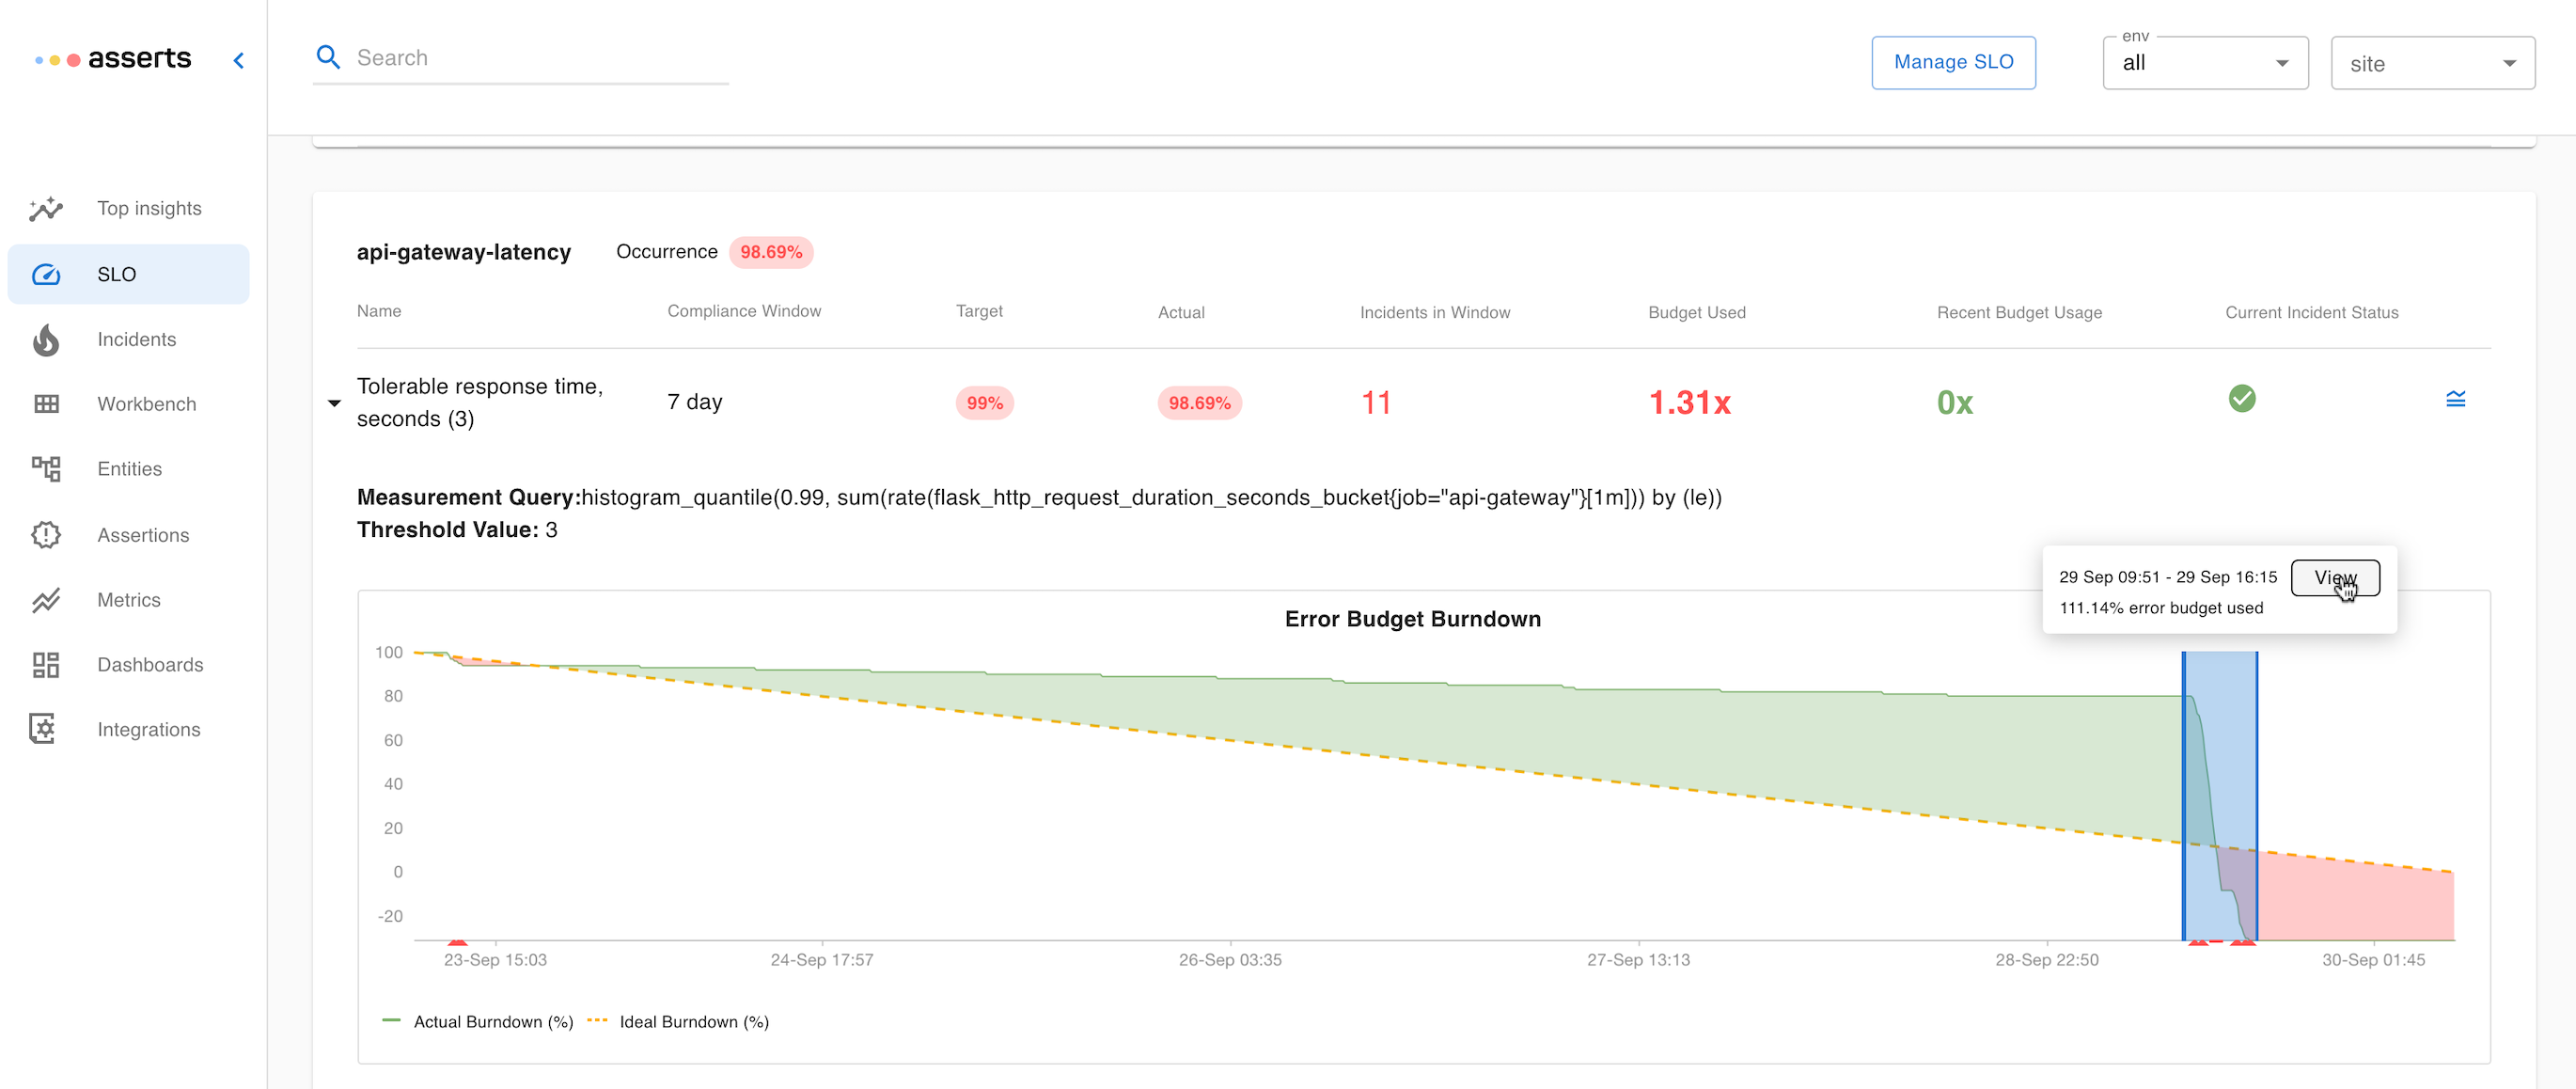 asserts
Search
Manage SLO
env
all
site
Top insights
SLO
Incidents
Workbench
Entities
Assertions
Metrics
Dashboards
Integrations
api-gateway-latency Occurrence 98.69%
Name Compliance Window Target Actual Incidents in Window Budget Used Recent Budget Usage Current Incident Status
Tolerable response time,
seconds (3)
7 day 99% 98.69% 11 1.31x 0x
Measurement Query:histogram_quantile(0.99, sum(rate(flask_http_request_duration_seconds_bucket{job="api-gateway"}[1m])) by (le))
Threshold Value: 3
29 Sep 09:51 - 29 Sep 16:15 View
111.14% error budget used
Error Budget Burndown
100
80
60
40
20
0
-20
23-Sep 15:03 24-Sep 17:57 26-Sep 03:35 27-Sep 13:13 28-Sep 22:50 30-Sep 01:45
Actual Burndown (%) Ideal Burndown (%)